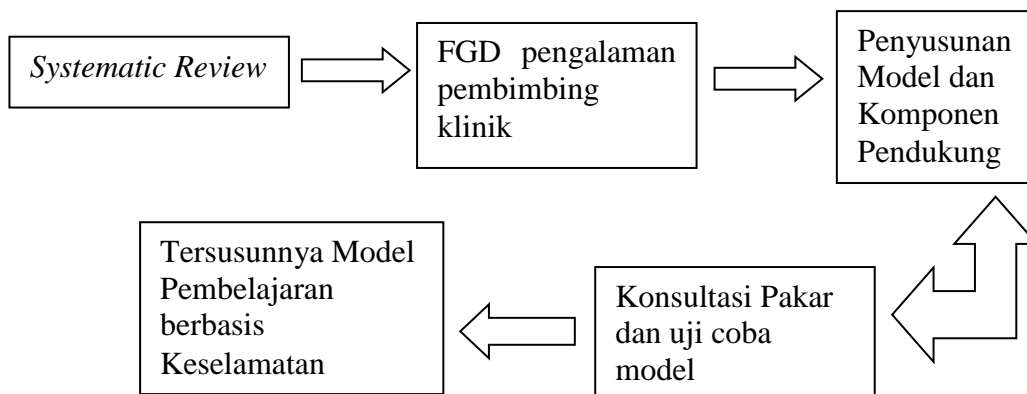 Systematic Review
FGD pengalaman
pembimbing
klinik
Penyusunan
Model dan
Komponen
Pendukung
Tersusunnya Model
Pembelajaran
berbasis
Keselamatan
Konsultasi Pakar
dan uji coba
model